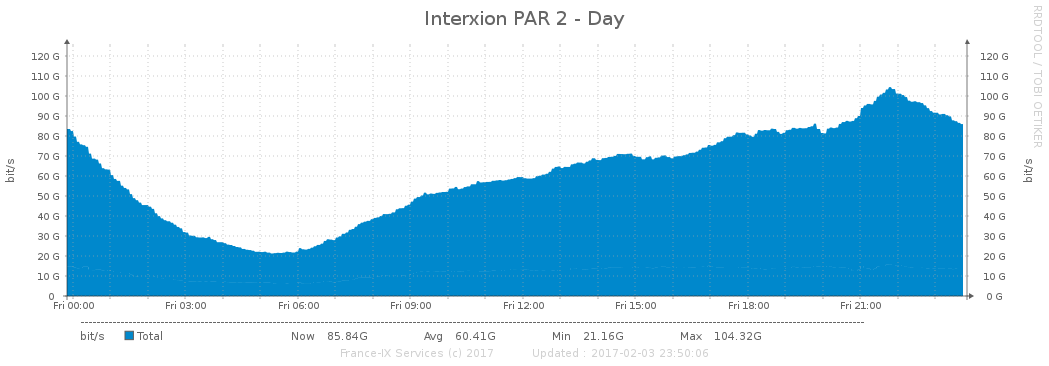 Interxion PAR 2 - Day
RRDTOOL / TOBI OETIKER
bit/s
120 G 120 G
110 G 110 G
100 G 100 G
90 G 90 G
80 G 80 G
70 G 70 G
60 G 60 G
50 G 50 G
40 G 40 G
30 G 30 G
20 G 20 G
10 G 10 G
0 0 G
bit/s
Fri 00:00 Fri 03:00 Fri 06:00 Fri 09:00 Fri 12:00 Fri 15:00 Fri 18:00 Fri 21:00
bit/s Total Now 85.84G Avg 60.41G Min 21.16G Max 104.32G
France-IX Services (c) 2017 Updated : 2017-02-03 23:50:06